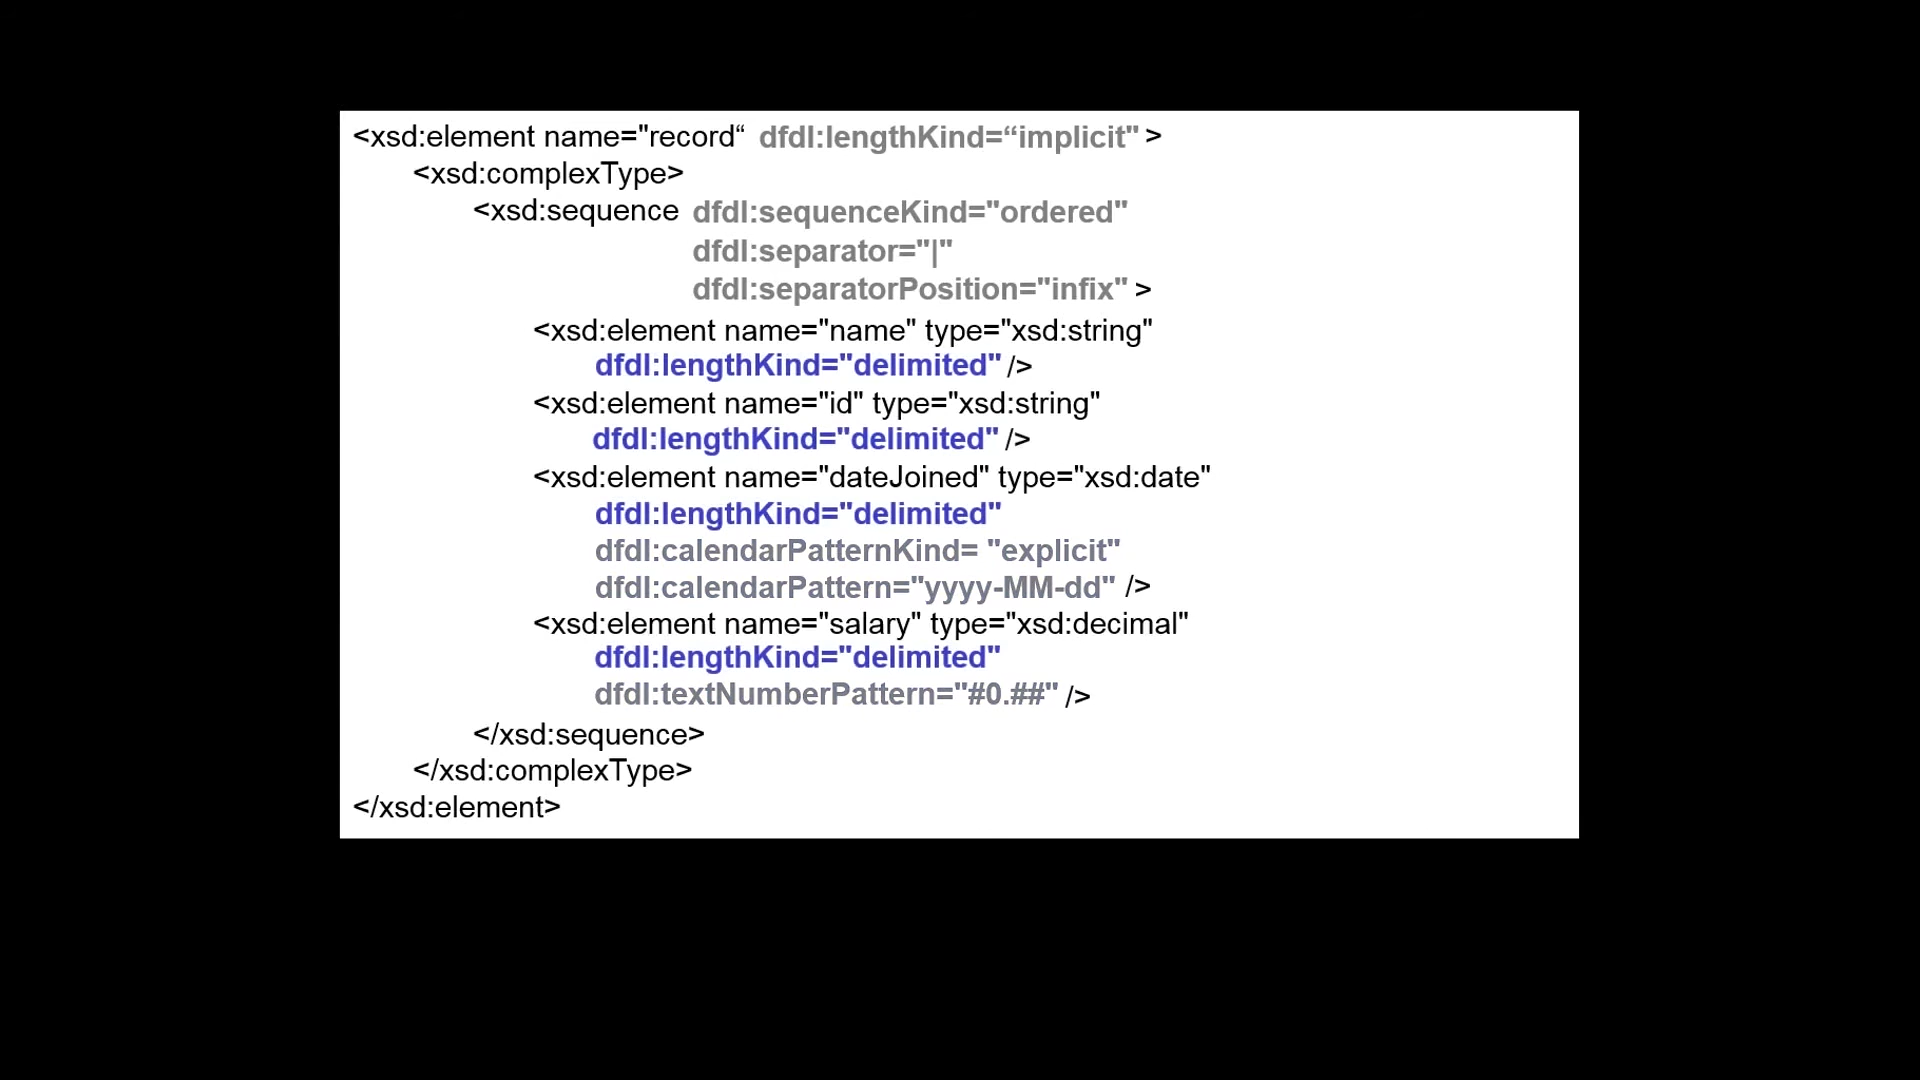 <xsd:element name="record“ dfdl:lengthKind=“implicit" >
<xsd:complexType>
<xsd:sequence dfdl:sequenceKind="ordered"
dfdl:separator="|"
dfdl:separatorPosition="infix" >
<xsd:element name="name" type="xsd:string"
dfdl:lengthKind="delimited" />
<xsd:element name="id" type="xsd:string"
dfdl:lengthKind="delimited" />
<xsd:element name="dateJoined" type="xsd:date"
dfdl:lengthKind="delimited"
dfdl:calendarPatternKind= "explicit"
dfdl:calendarPattern="yyyy-MM-dd" />
<xsd:element name="salary" type="xsd:decimal"
dfdl:lengthKind="delimited"
dfdl:textNumberPattern="#0.##" />
</xsd:sequence>
</xsd:complexType>
</xsd:element>